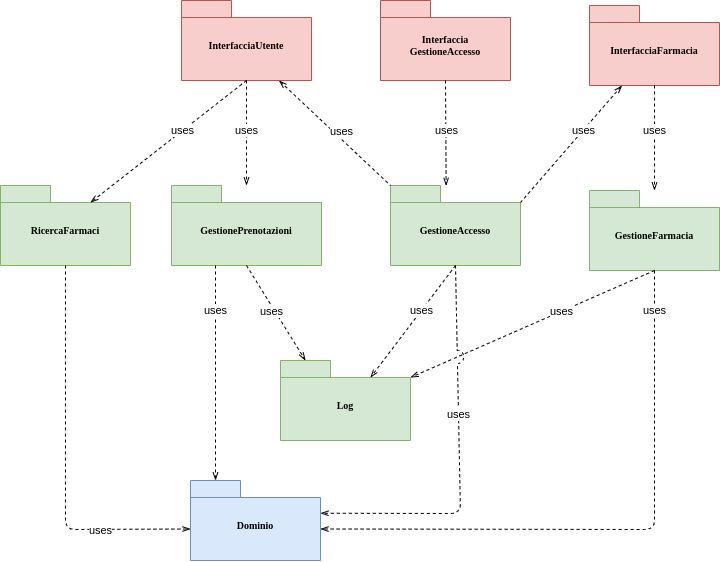 InterfacciaUtente
Interfaccia
GestioneAccesso
InterfacciaFarmacia
uses
uses
uses
uses
uses
uses
RicercaFarmaci
GestionePrenotazioni
GestioneAccesso
GestioneFarmacia
uses
uses
uses
uses
uses
Log
uses
Dominio
uses